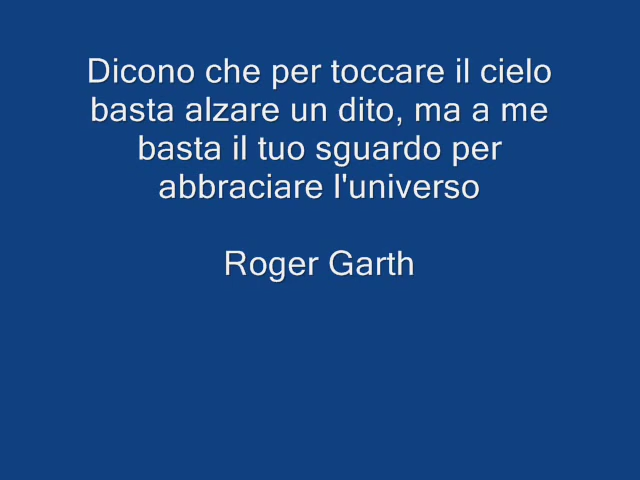 Dicono che per toccare il cielo
basta alzare un dito, ma a me
basta il tuo sguardo per
abbraciare l'universo
Roger Garth